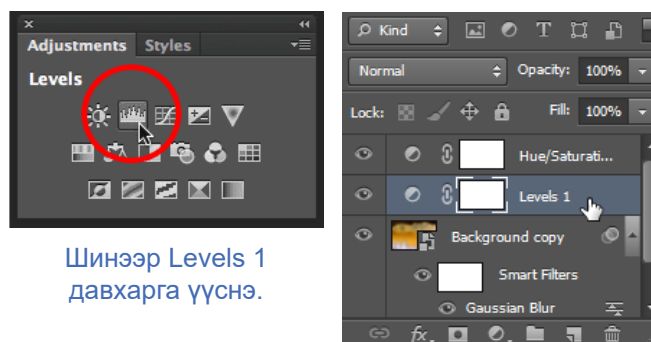 Adjustments Styles
Levels
Шинээр Levels 1
давхарга үүснэ.
Kind
Normal Opacity: 100%
Lock: Fill: 100%
Hue/Saturati...
Levels 1
Background copy
Smart Filters
Gaussian Blur
fx.